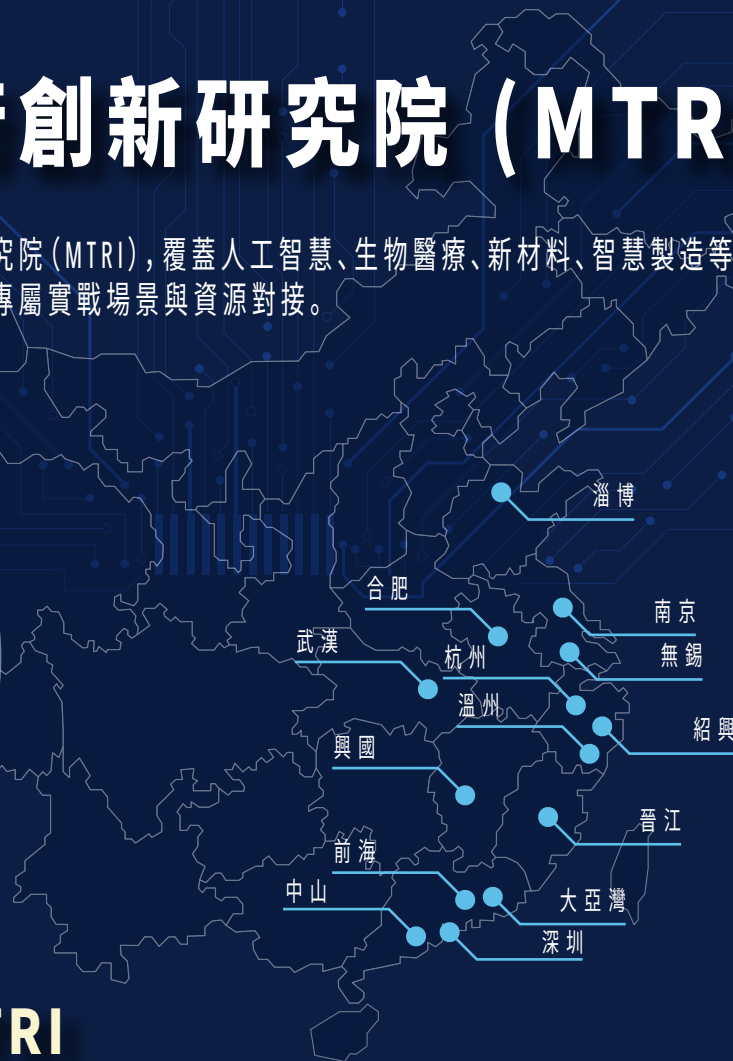 創新研究院 (MTR
究院(MTRI),覆蓋人工智慧、生物醫療、新材料、智慧製造等
專屬實戰場景與資源對接。
淄博
合肥
南京
武漢
無錫
杭州
溫州
紹興
興國
晉江
前海
中山
大亞灣
深圳
TRI